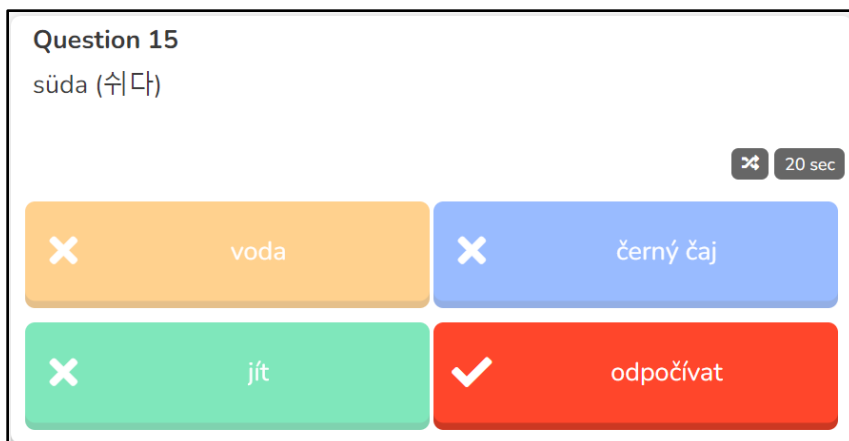 Question 15
süda (쉬다)
20 sec
voda
černý čaj
jít
odpočívat